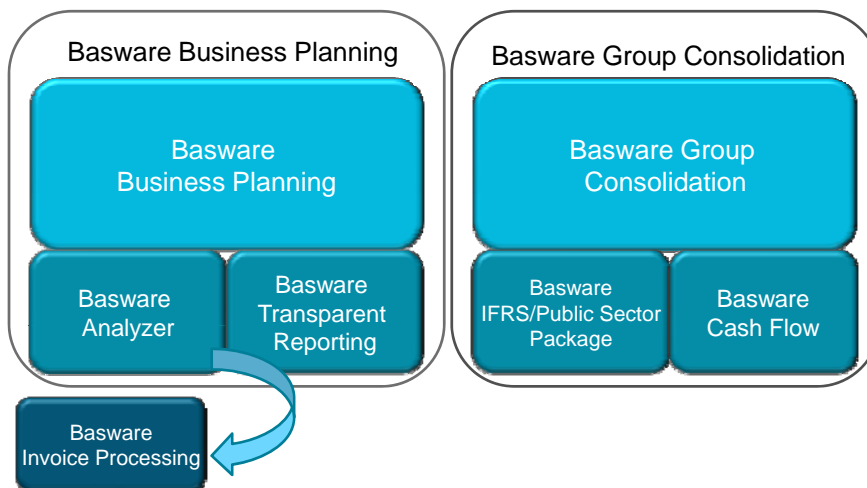 Basware Business Planning
Basware
Business Planning
Basware
Analyzer
Basware
Transparent
Reporting
Basware
Invoice Processing
Basware Group Consolidation
Basware Group
Consolidation
Basware
IFRS/Public Sector
Package
Basware
Cash Flow